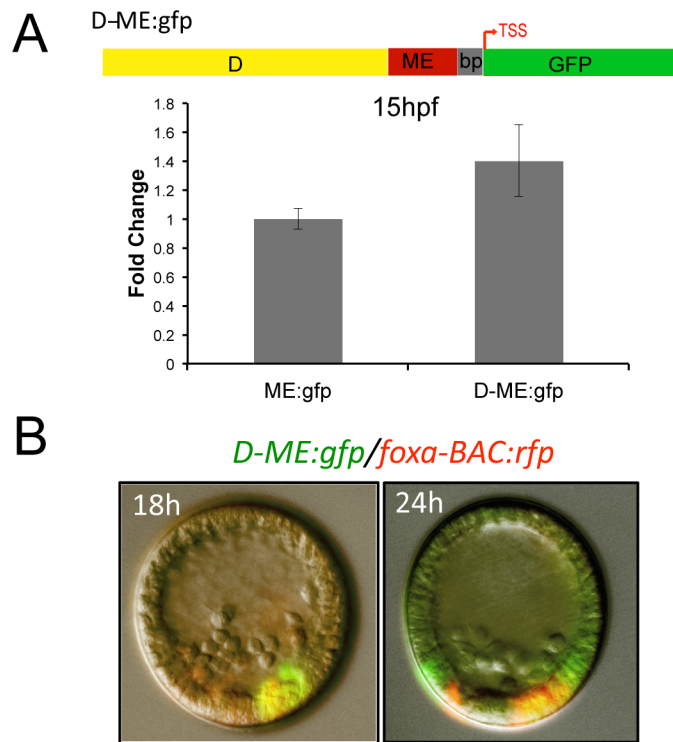 A
D-ME:gfp
TSS
D ME bp GFP
15hpf
Fold Change
1.8
1.6
1.4
1.2
1
0.8
0.6
0.4
0.2
0
ME:gfp D-ME:gfp
B
D-ME:gfp/foxa-BAC:rfp
18h 24h